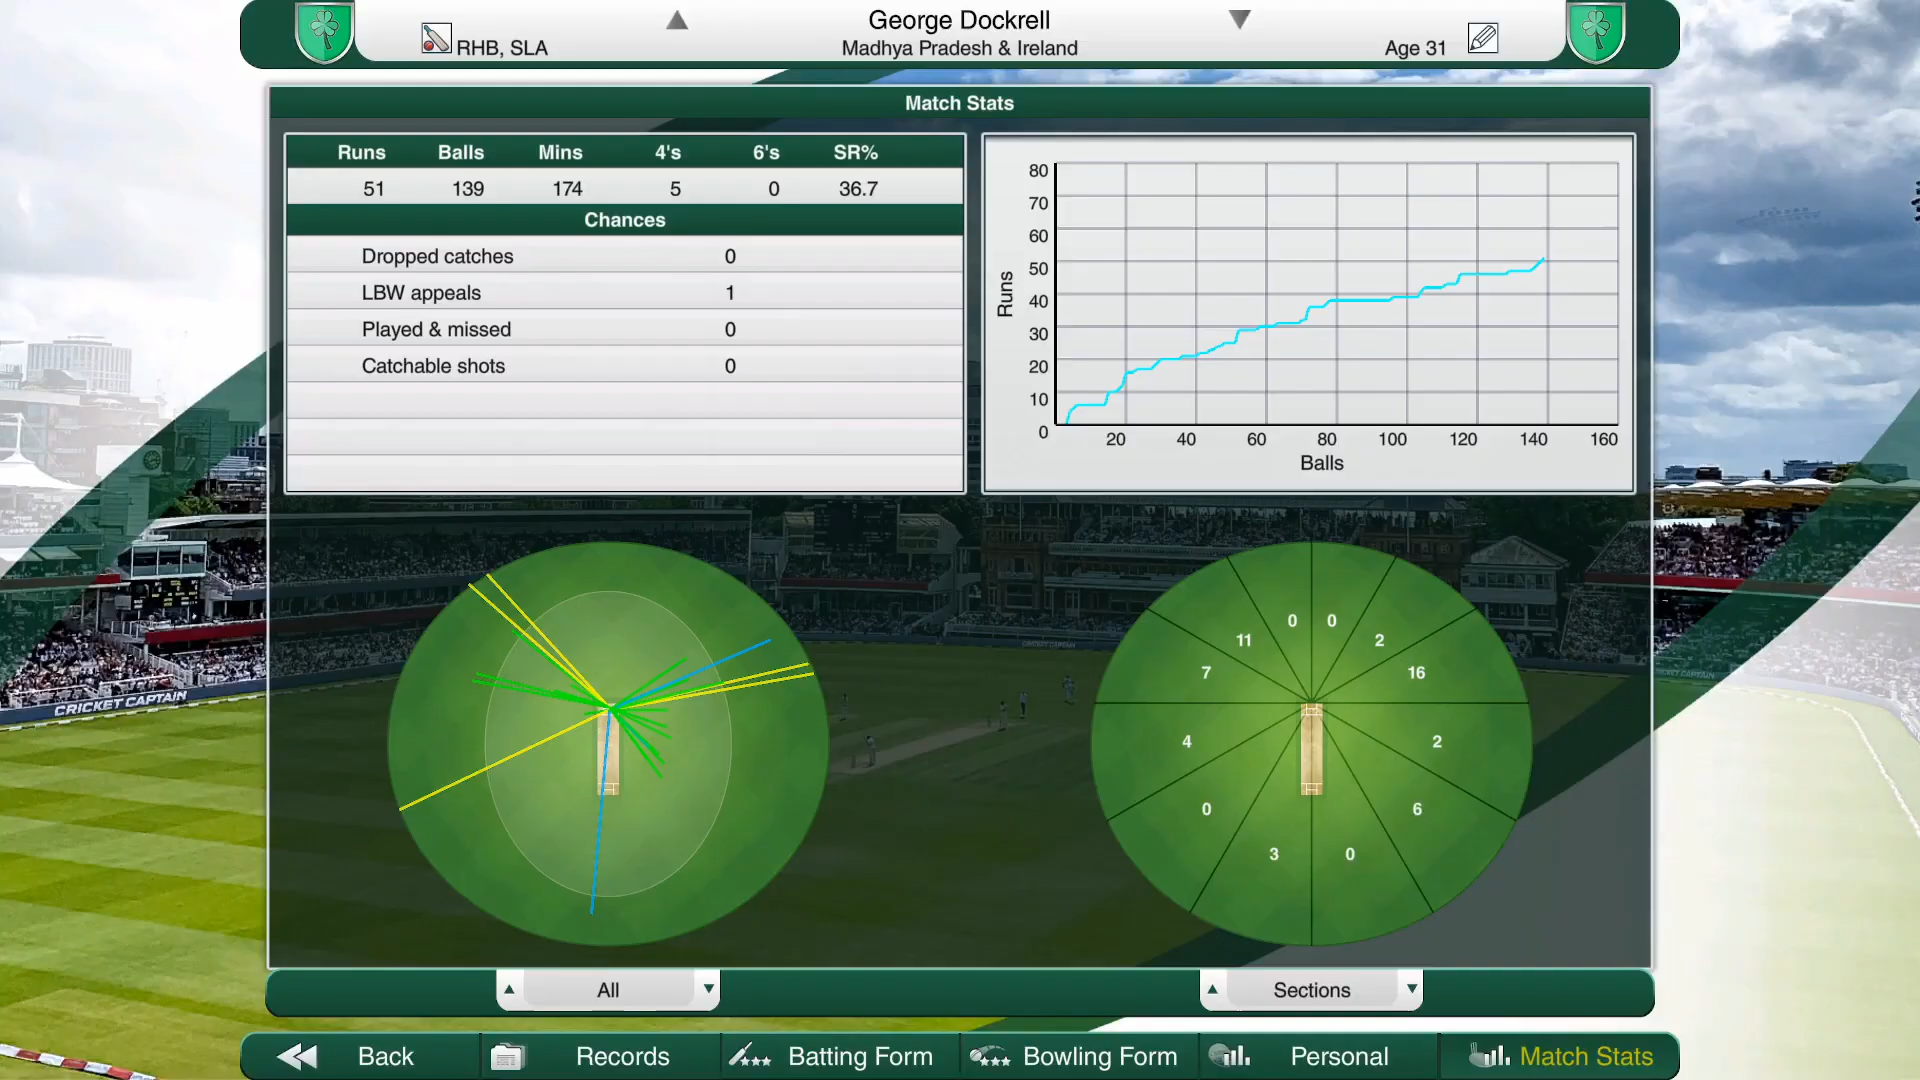 George Dockrell
RHB, SLA
Madhya Pradesh & Ireland
Age 31
Match Stats
Runs Balls Mins 4's 6's SR%
51 139 174 5 0 36.7
Chances
Dropped catches 0
LBW appeals 1
Played & missed 0
Catchable shots 0
Runs
80
70
60
50
40
30
20
10
0
20 40 60 80 100 120 140 160
Balls
0 0
11 2
7 16
4 2
0 6
3 0
CRICKET CAPTAIN
CRICKET CAPTAIN
CRICKET CAPTAIN
All
Sections
Back Records Batting Form Bowling Form Personal Match Stats